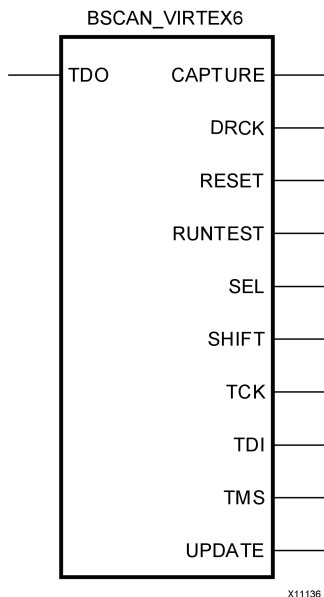 BSCAN_VIRTEX6
TDO CAPTURE
DRCK
RESET
RUNTEST
SEL
SHIFT
TCK
TDI
TMS
UPDATE
X11136